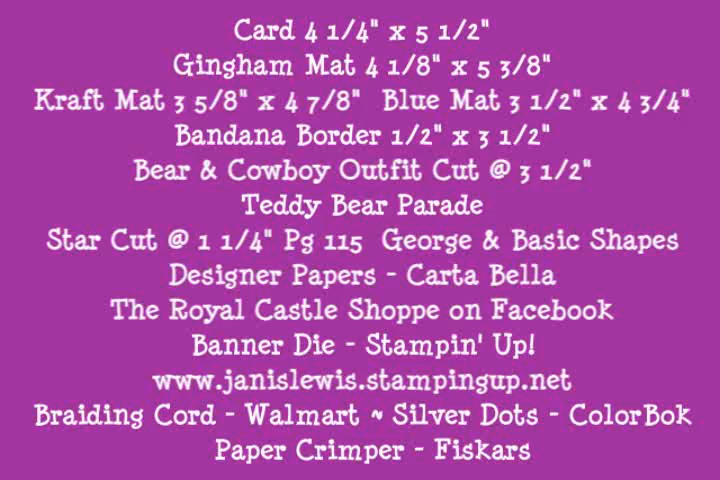 Card 4 1/4" x 5 1/2"
Gingham Mat 4 1/8" x 5 3/8"
Kraft Mat 3 5/8" x 4 7/8"  Blue Mat 3 1/2" x 4 3/4"
Bandana Border 1/2" x 3 1/2"
Bear & Cowboy Outfit Cut @ 3 1/2"
Teddy Bear Parade
Star Cut @ 1 1/4" Pg 115  George & Basic Shapes
Designer Papers - Carta Bella
The Royal Castle Shoppe on Facebook
Banner Die - Stampin' Up!
www.janislewis.stampingup.net
Braiding Cord - Walmart ~ Silver Dots - ColorBok
Paper Crimper - Fiskars